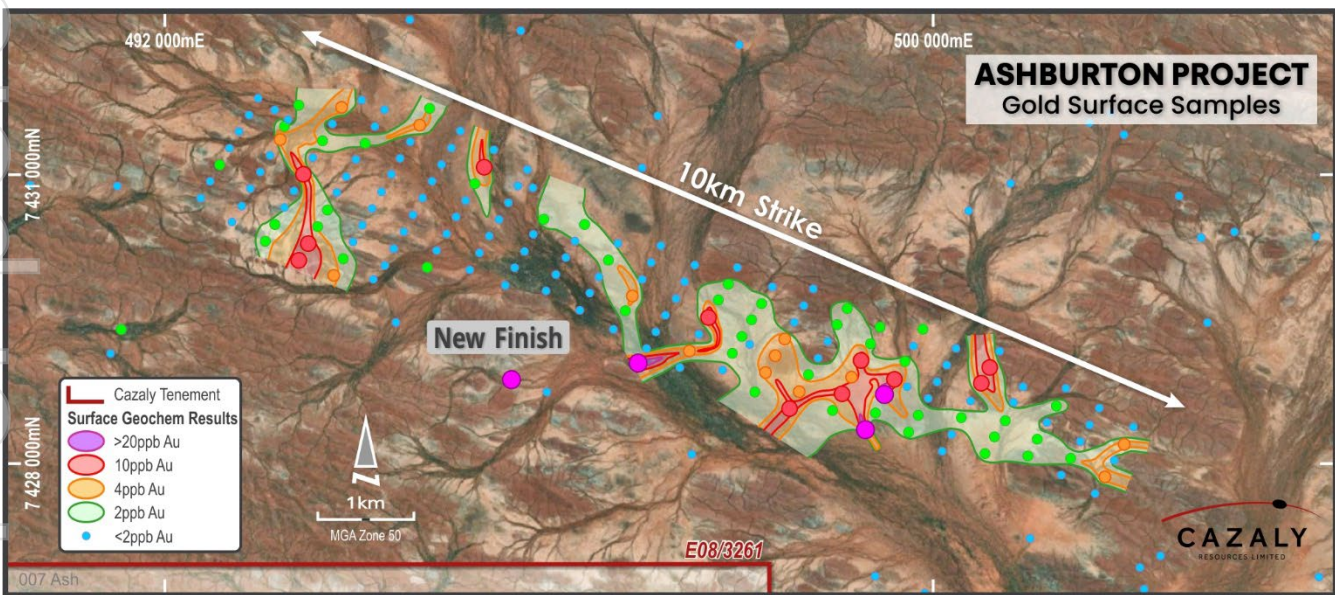 492 000mE
500 000mE
ASHBURTON PROJECT
Gold Surface Samples
7 431 000mN
10km Strike
New Finish
Cazaly Tenement
Surface Geochem Results
>20ppb Au
10ppb Au
4ppb Au
2ppb Au
<2ppb Au
7 428 000mN
N
1km
MGA Zone 50
E08/3261
CAZALY
RESOURCES LIMITED
007 Ash